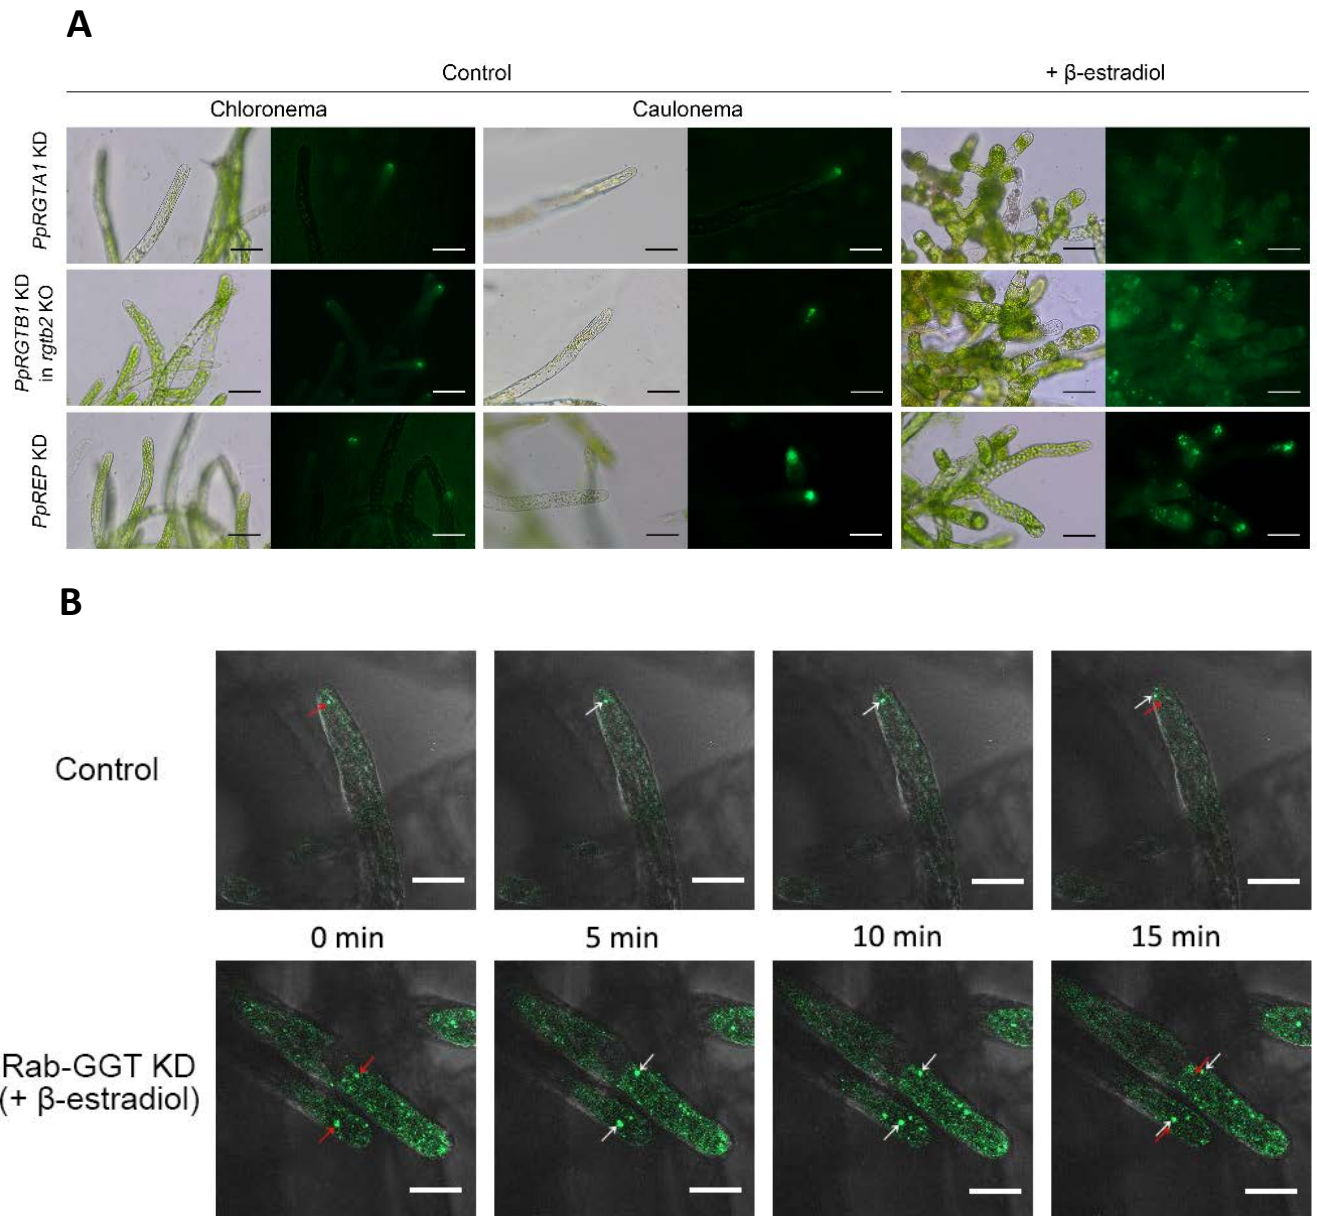 A
Control
+ β-estradiol
Chloronema
Caulonema
PpRGTA1 KD
PpRGTB1 KD
in rgtb2 KO
PpREP KD
B
Control
0 min
5 min
10 min
15 min
Rab-GGT KD
(+ β-estradiol)